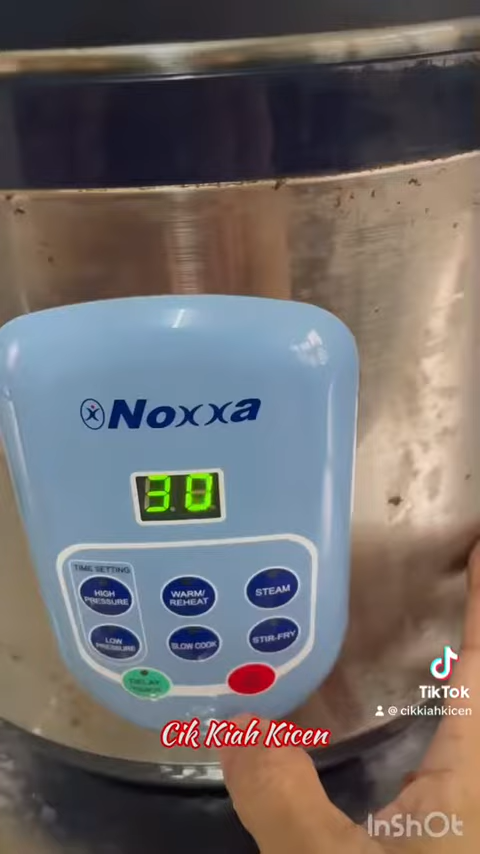 Noxxa
30
TIME SETTING
HIGH PRESSURE
WARM/ REHEAT
STEAM
LOW PRESSURE
SLOW COOK
STIR-FRY
DELAY
TikTok
@cikkiahkicen
Cik Kiah Kicen
InShOt